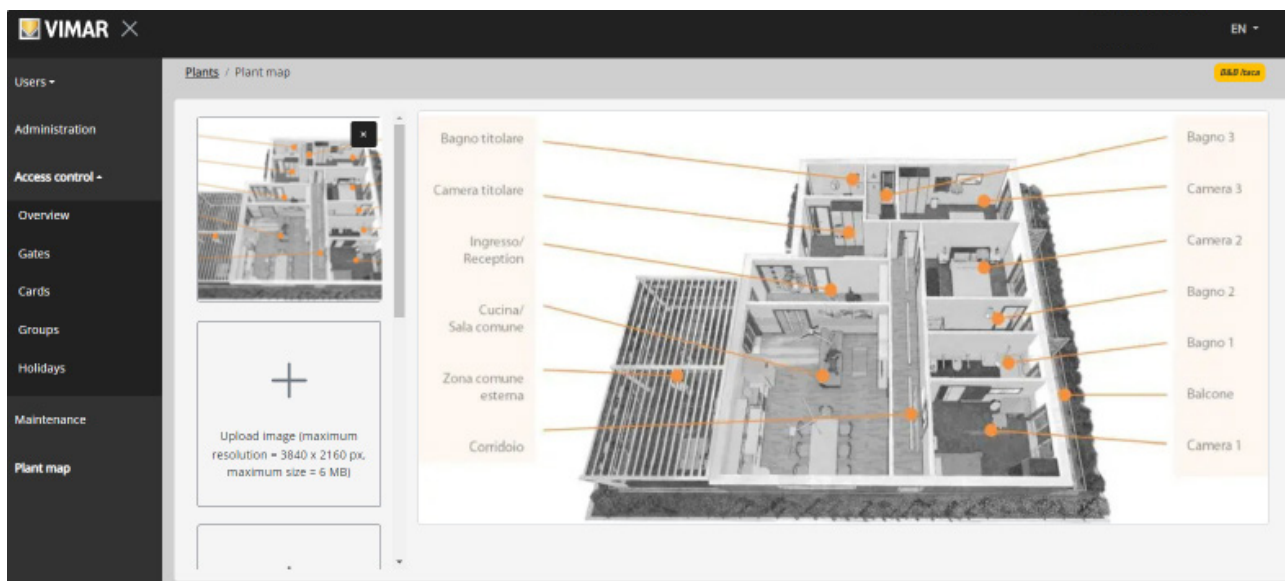 VIMAR
EN
Users
Plants / Plant map
B&B Itaca
Administration
Access control
Overview
Gates
Cards
Groups
Holidays
Maintenance
Plant map
Upload image (maximum
resolution = 3840 x 2160 px,
maximum size = 6 MB)
Bagno titolare
Camera titolare
Ingresso/
Reception
Cucina/
Sala comune
Zona comune
esterna
Corridoio
Bagno 3
Camera 3
Camera 2
Bagno 2
Bagno 1
Balcone
Camera 1